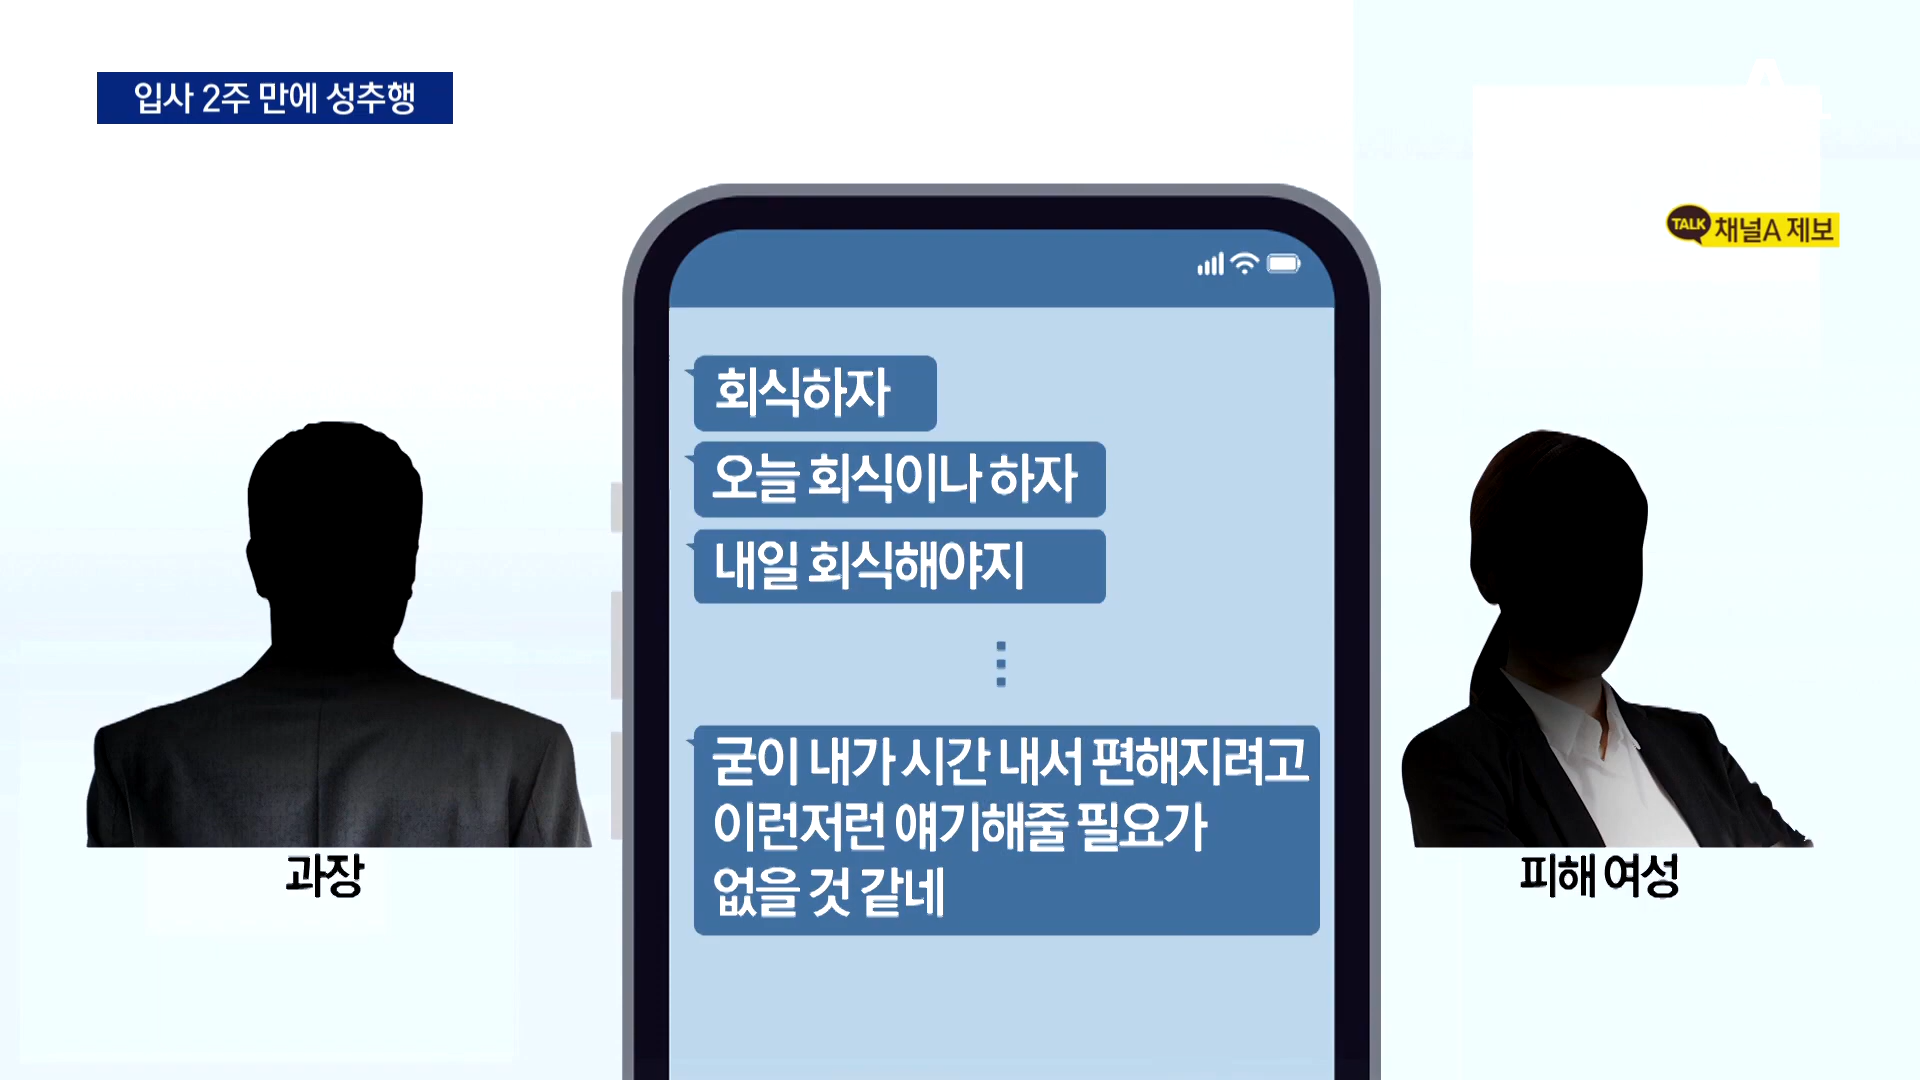 입사 2주 만에 성추행
TALK 채널A 제보
회식하자
오늘 회식이나 하자
내일 회식해야지
굳이 내가 시간 내서 편해지려고
이런저런 얘기해줄 필요가
없을 것 같네
과장
피해 여성